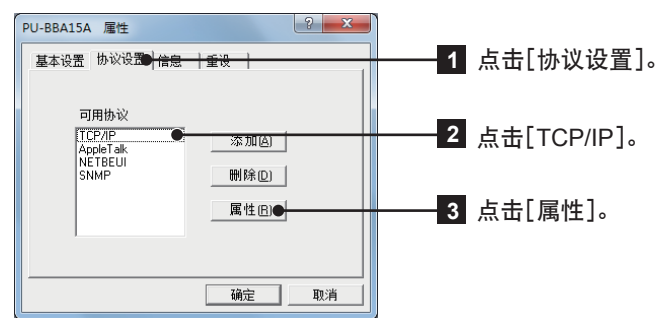 PU-BBA15A 属性
基本设置 协议设置 信息 重设
1 点击[协议设置]。
可用协议
TCP/IP
AppleTalk
NETBEUI
SNMP
添加(A)
2 点击[TCP/IP]。
删除(D)
属性(R)
3 点击[属性]。
确定 取消